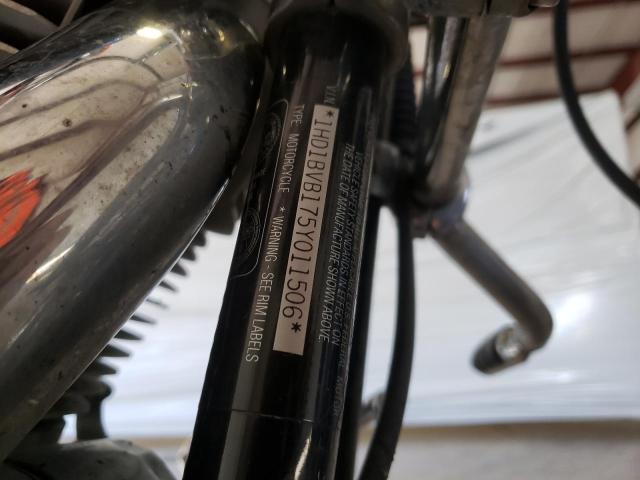 VEHICLE SAFETY STANDARDS IN EFFECT ON
THE DATE OF MANUFACTURE SHOWN ABOVE
VIN
*1HD1BVB175Y011506*
TYPE: MOTORCYCLE * WARNING - SEE RIM LABELS